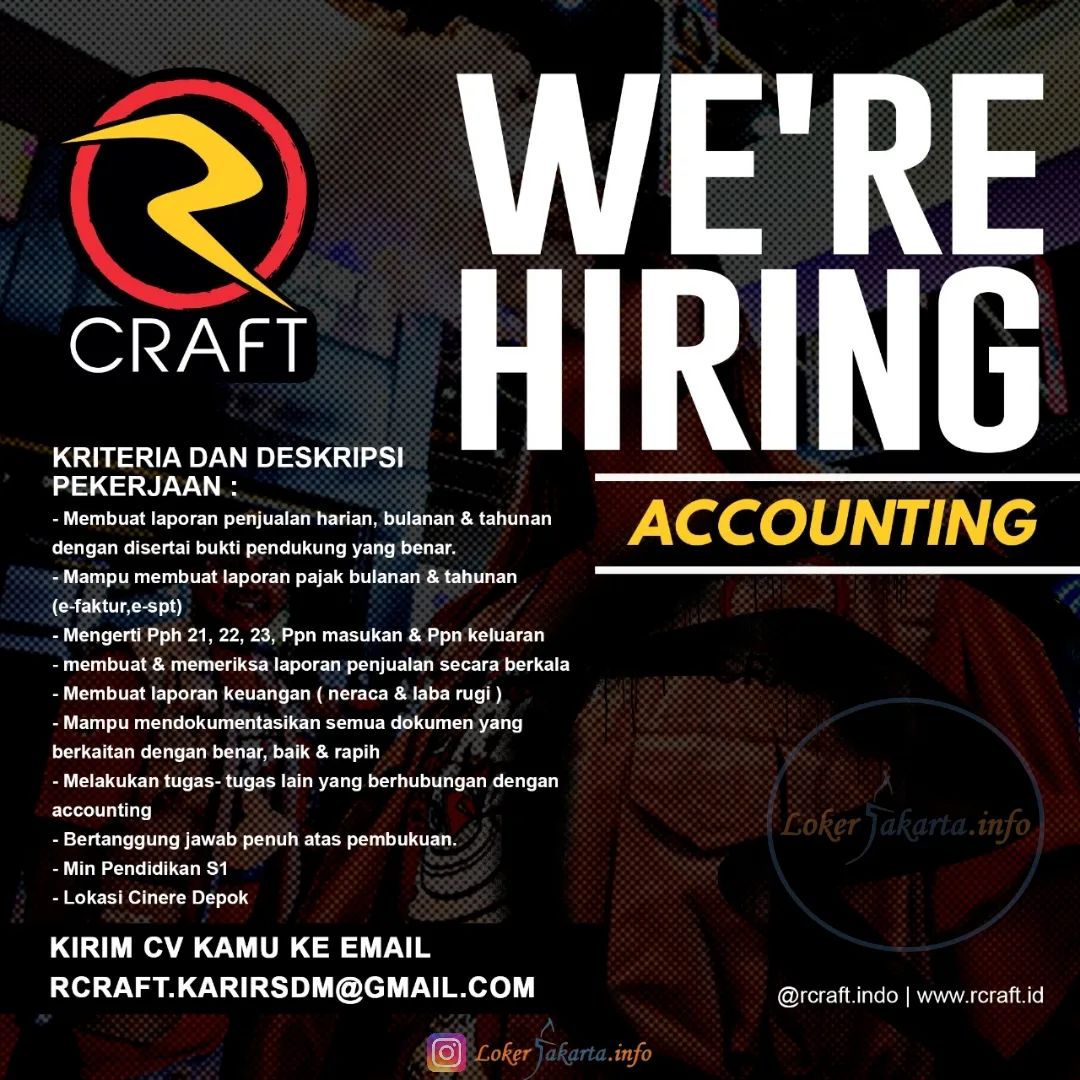 R
CRAFT
WE'RE
HIRING
ACCOUNTING
KRITERIA DAN DESKRIPSI
PEKERJAAN :
- Membuat laporan penjualan harian, bulanan & tahunan
dengan disertai bukti pendukung yang benar.
- Mampu membuat laporan pajak bulanan & tahunan
(e-faktur,e-spt)
- Mengerti Pph 21, 22, 23, Ppn masukan & Ppn keluaran
- membuat & memeriksa laporan penjualan secara berkala
- Membuat laporan keuangan ( neraca & laba rugi )
- Mampu mendokumentasikan semua dokumen yang
berkaitan dengan benar, baik & rapih
- Melakukan tugas- tugas lain yang berhubungan dengan
accounting
- Bertanggung jawab penuh atas pembukuan.
- Min Pendidikan S1
- Lokasi Cinere Depok
Loker Jakarta.info
KIRIM CV KAMU KE EMAIL
RCRAFT.KARIRSDM@GMAIL.COM
@rcraft.indo | www.rcraft.id
Loker Jakarta.info